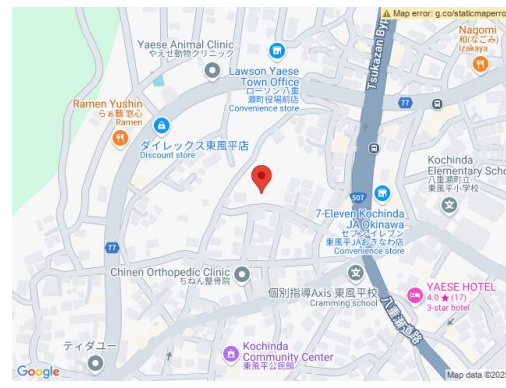 Map error: g.co/staticmaperro
Yaese Animal Clinic
やえせ動物クリニック
Nagomi
和(なごみ)
Izakaya
Lawson Yaese
Town Office
ローソン 八重
瀬町役場前店
Convenience store
Tsukazan Byp
77
Ramen Yushin
らぁ麺 悠心
Ramen
ダイレックス東風平店
Discount store
Kochinda
Elementary Scho
八重瀬町立
東風平小学校
507
7-Eleven Kochinda
JA Okinawa
セブン-イレブン
東風平JAおきなわ店
Convenience store
77
Chinen Orthopedic Clinic
ちねん整骨院
個別指導Axis 東風平校
Cramming school
YAESE HOTEL
4.0 ★ (17)
3-star hotel
八重瀬道路
Kochinda
Community Center
東風平公民館
ティダユー
Google
Map data ©2025